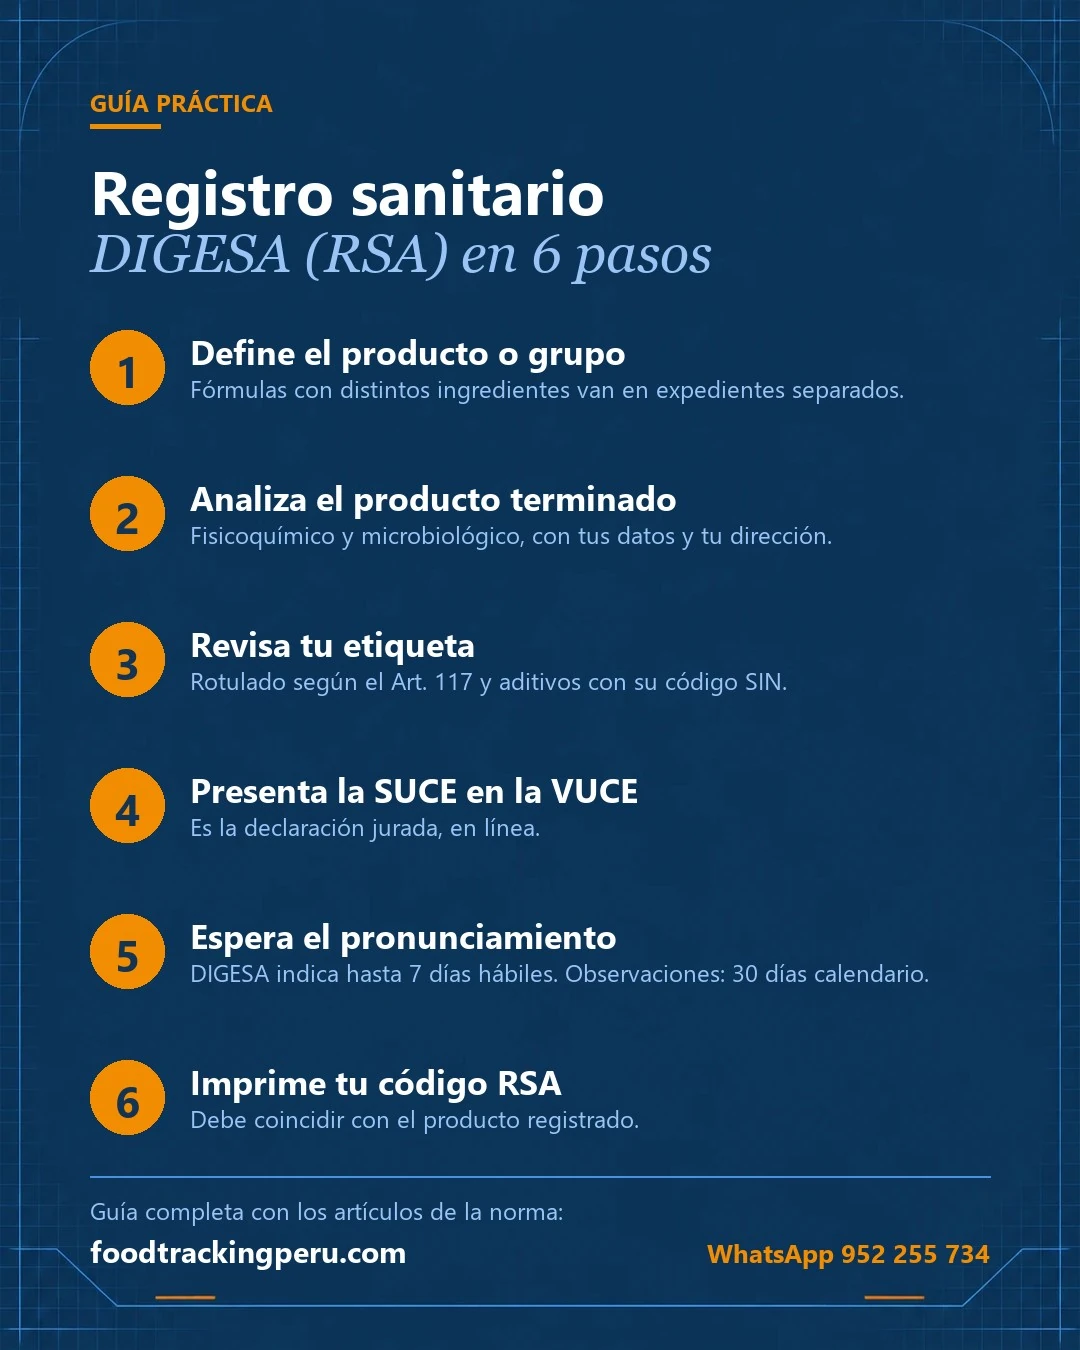 GUÍA PRÁCTICA
Registro sanitario
DIGESA (RSA) en 6 pasos
1
Define el producto o grupo
Fórmulas con distintos ingredientes van en expedientes separados.
2
Analiza el producto terminado
Fisicoquímico y microbiológico, con tus datos y tu dirección.
3
Revisa tu etiqueta
Rotulado según el Art. 117 y aditivos con su código SIN.
4
Presenta la SUCE en la VUCE
Es la declaración jurada, en línea.
5
Espera el pronunciamiento
DIGESA indica hasta 7 días hábiles. Observaciones: 30 días calendario.
6
Imprime tu código RSA
Debe coincidir con el producto registrado.
Guía completa con los artículos de la norma:
foodtrackingperu.com
WhatsApp 952 255 734